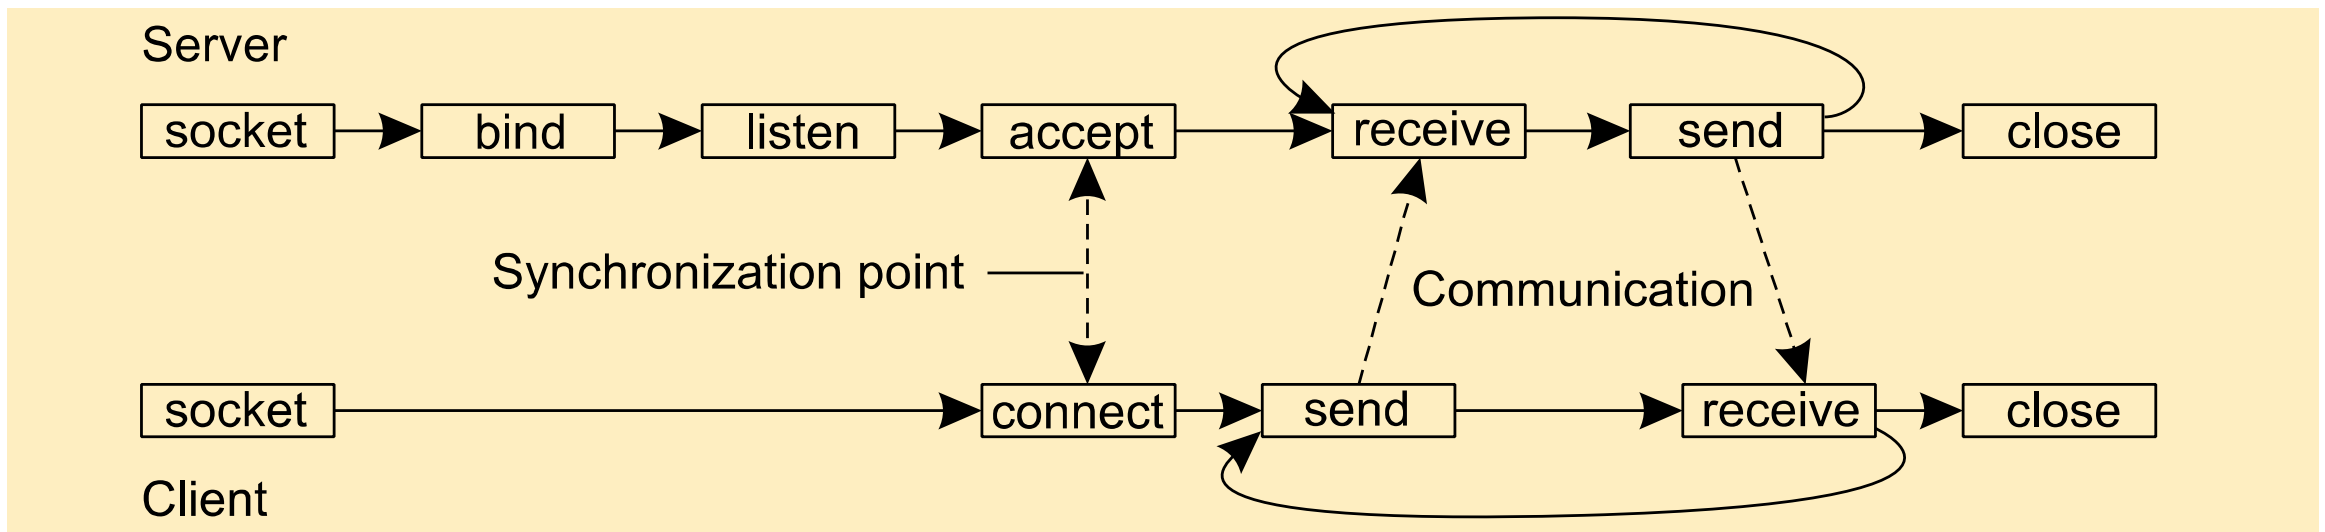 Server
socket bind listen accept receive send close
Synchronization point
Communication
socket connect send receive close
Client